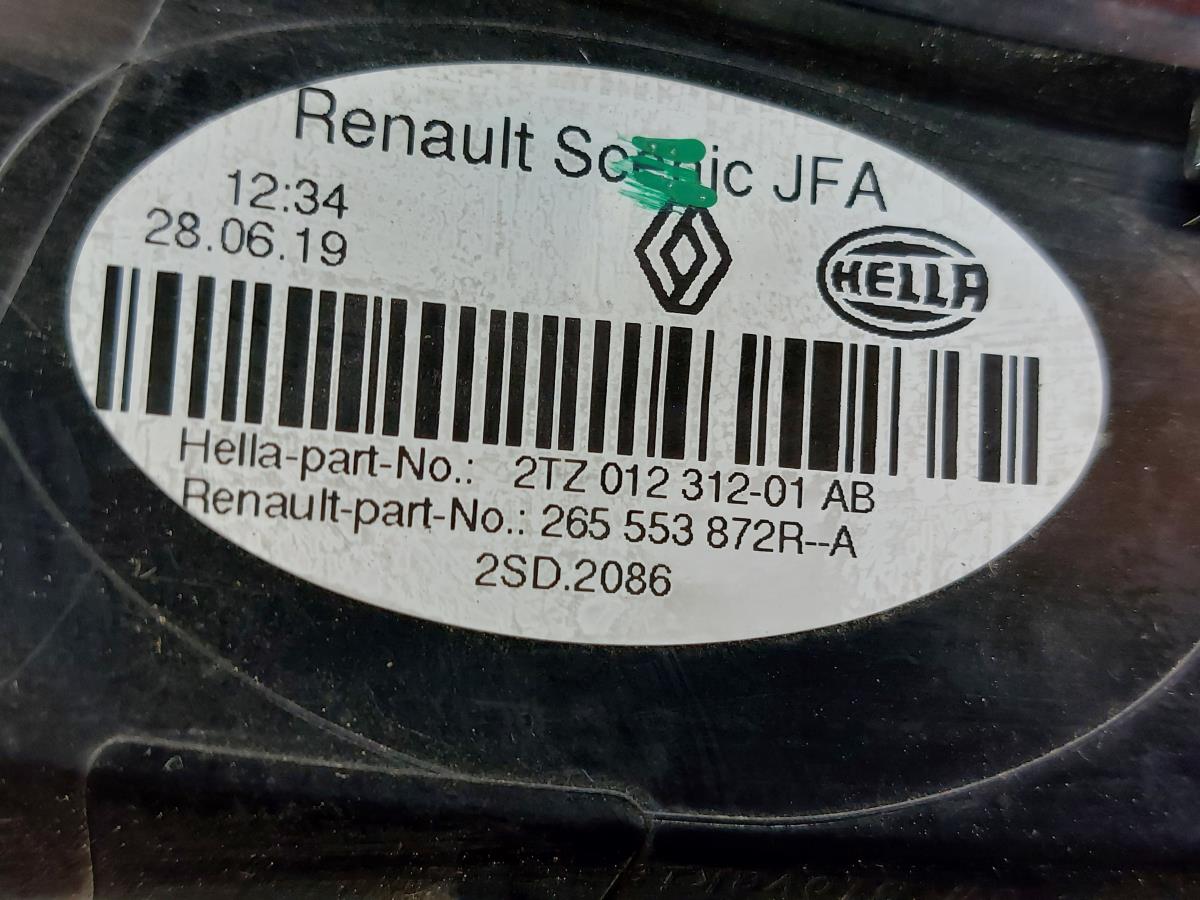 Renault Scenic JFA
12:34
28.06.19
HELLA
Hella-part-No.: 2TZ 012 312-01 AB
Renault-part-No.: 265 553 872R--A
2SD.2086